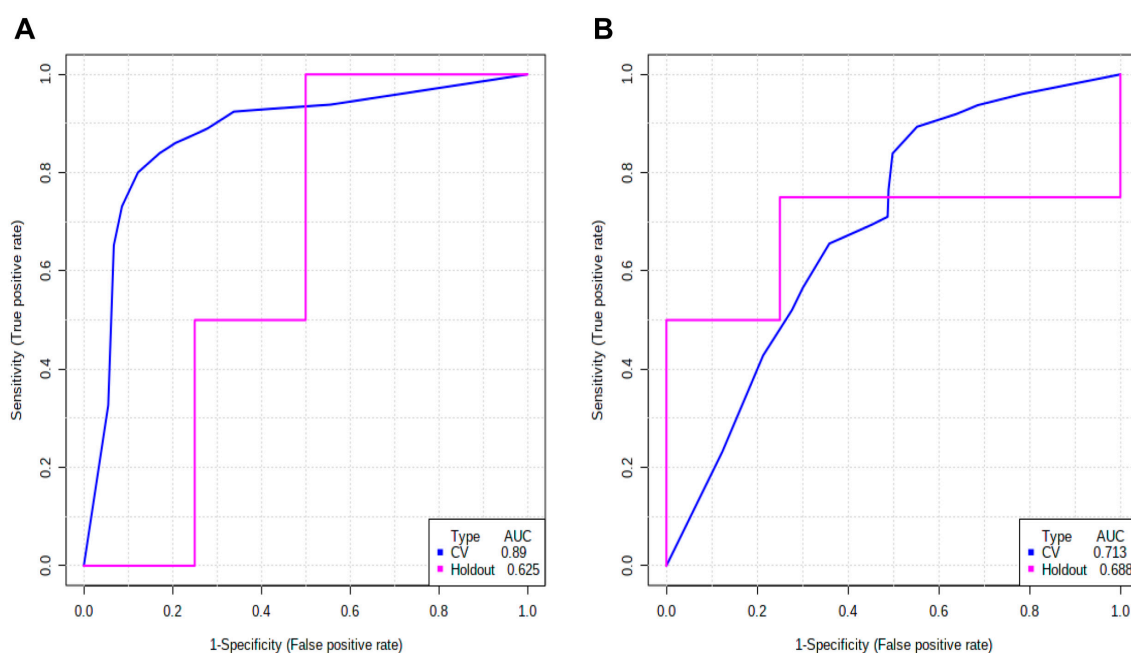 A
Sensitivity (True positive rate)
1.0
0.8
0.6
0.4
0.2
0.0
Type AUC
CV 0.89
Holdout 0.625
0.0 0.2 0.4 0.6 0.8 1.0
1-Specificity (False positive rate)
B
Sensitivity (True positive rate)
1.0
0.8
0.6
0.4
0.2
0.0
Type AUC
CV 0.713
Holdout 0.688
0.0 0.2 0.4 0.6 0.8 1.0
1-Specificity (False positive rate)